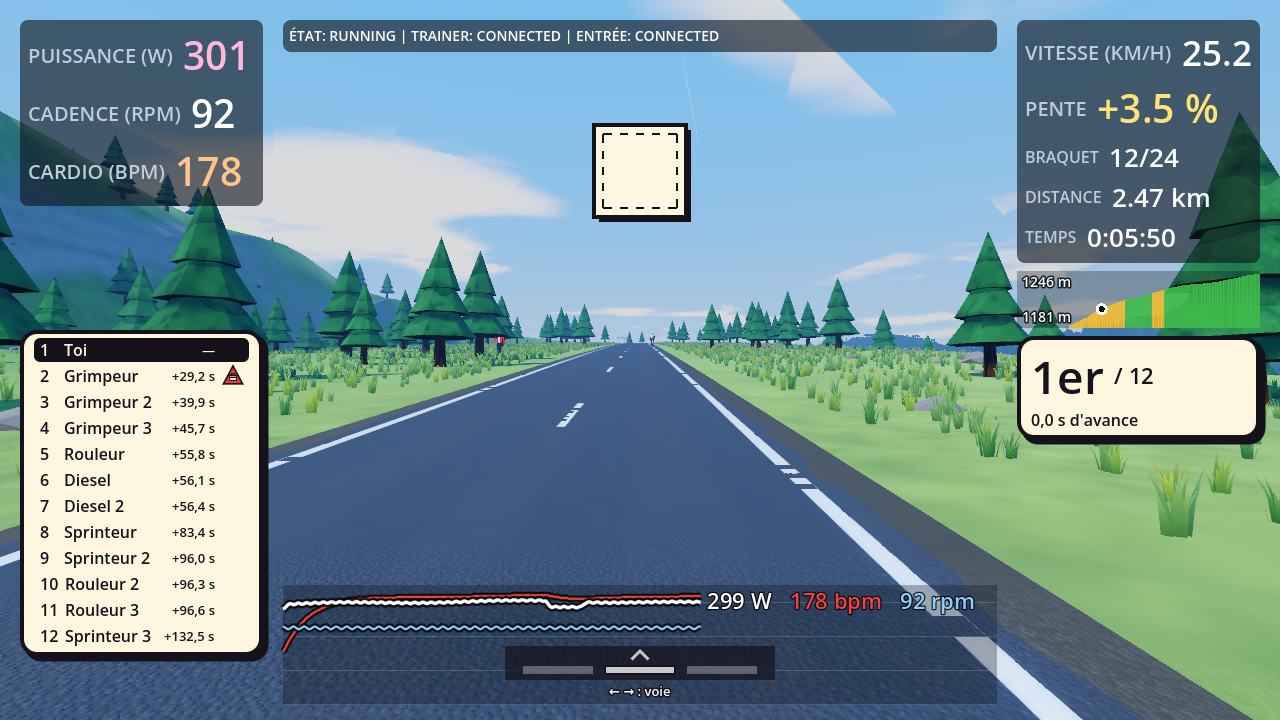 PUISSANCE (W) 301
CADENCE (RPM) 92
CARDIO (BPM) 178
ÉTAT: RUNNING | TRAINER: CONNECTED | ENTRÉE: CONNECTED
VITESSE (KM/H) 25.2
PENTE +3.5 %
BRAQUET 12/24
DISTANCE 2.47 km
TEMPS 0:05:50
1246 m
1181 m
1er / 12
0,0 s d'avance
1 Toi —
2 Grimpeur +29,2 s
3 Grimpeur 2 +39,9 s
4 Grimpeur 3 +45,7 s
5 Rouleur +55,8 s
6 Diesel +56,1 s
7 Diesel 2 +56,4 s
8 Sprinteur +83,4 s
9 Sprinteur 2 +96,0 s
10 Rouleur 2 +96,3 s
11 Rouleur 3 +96,6 s
12 Sprinteur 3 +132,5 s
299 W 178 bpm 92 rpm
← → : voie